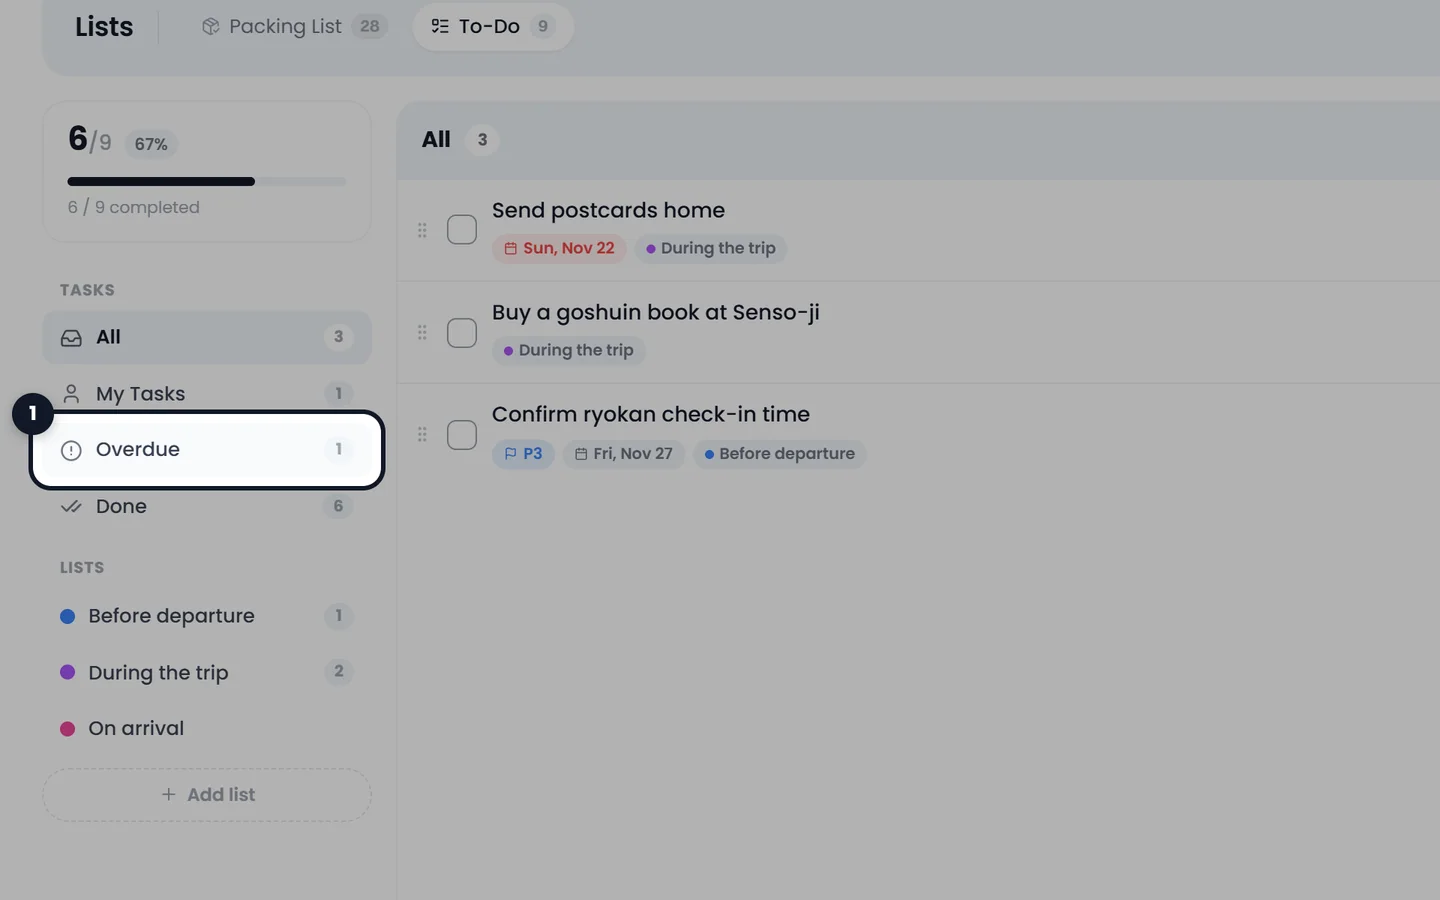 Lists
Packing List 28
To-Do 9
6/9 67%
6 / 9 completed
TASKS
All 3
My Tasks 1
1
Overdue 1
Done 6
LISTS
Before departure 1
During the trip 2
On arrival
+ Add list
All 3
Send postcards home
Sun, Nov 22 During the trip
Buy a goshuin book at Senso-ji
During the trip
Confirm ryokan check-in time
P3 Fri, Nov 27 Before departure